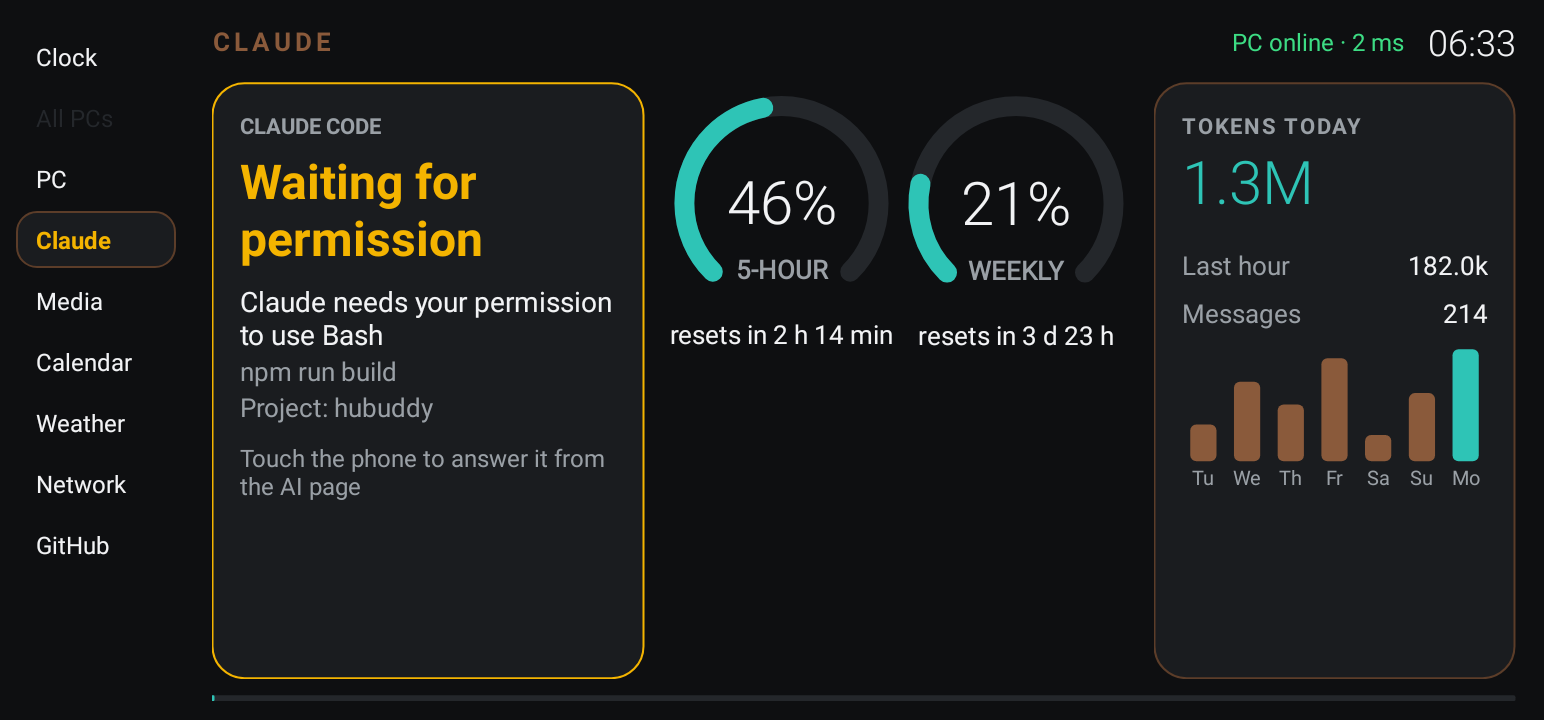 Clock
All PCs
PC
Claude
Media
Calendar
Weather
Network
GitHub
CLAUDE
PC online · 2 ms
06:33
CLAUDE CODE
Waiting for
permission
Claude needs your permission
to use Bash
npm run build
Project: hubuddy
Touch the phone to answer it from
the AI page
46%
5-HOUR
resets in 2 h 14 min
21%
WEEKLY
resets in 3 d 23 h
TOKENS TODAY
1.3M
Last hour 182.0k
Messages 214
Tu We Th Fr Sa Su Mo